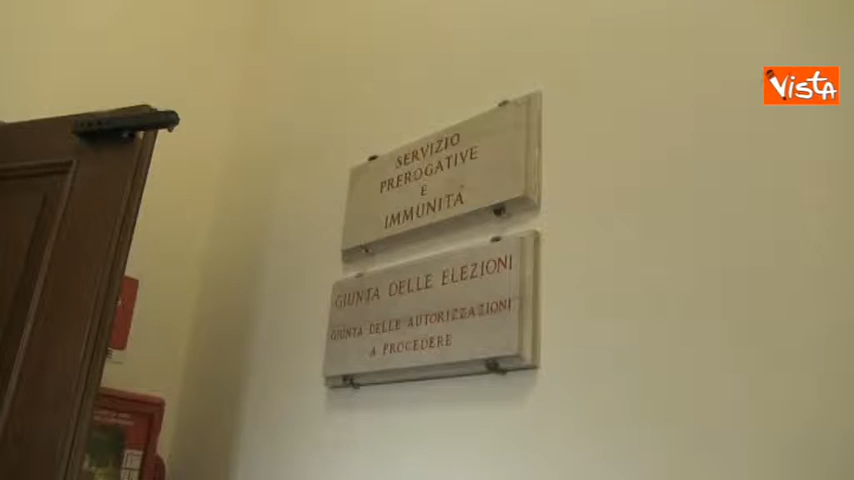 VISTA
SERVIZIO
PREROGATIVE
E
IMMUNITÀ
GIUNTA DELLE ELEZIONI
GIUNTA DELLE AUTORIZZAZIONI
A PROCEDERE